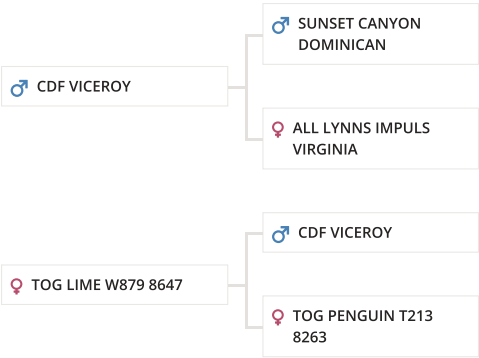 SUNSET CANYON
DOMINICAN
CDF VICEROY
ALL LYNNS IMPULS
VIRGINIA
CDF VICEROY
TOG LIME W879 8647
TOG PENGUIN T213
8263